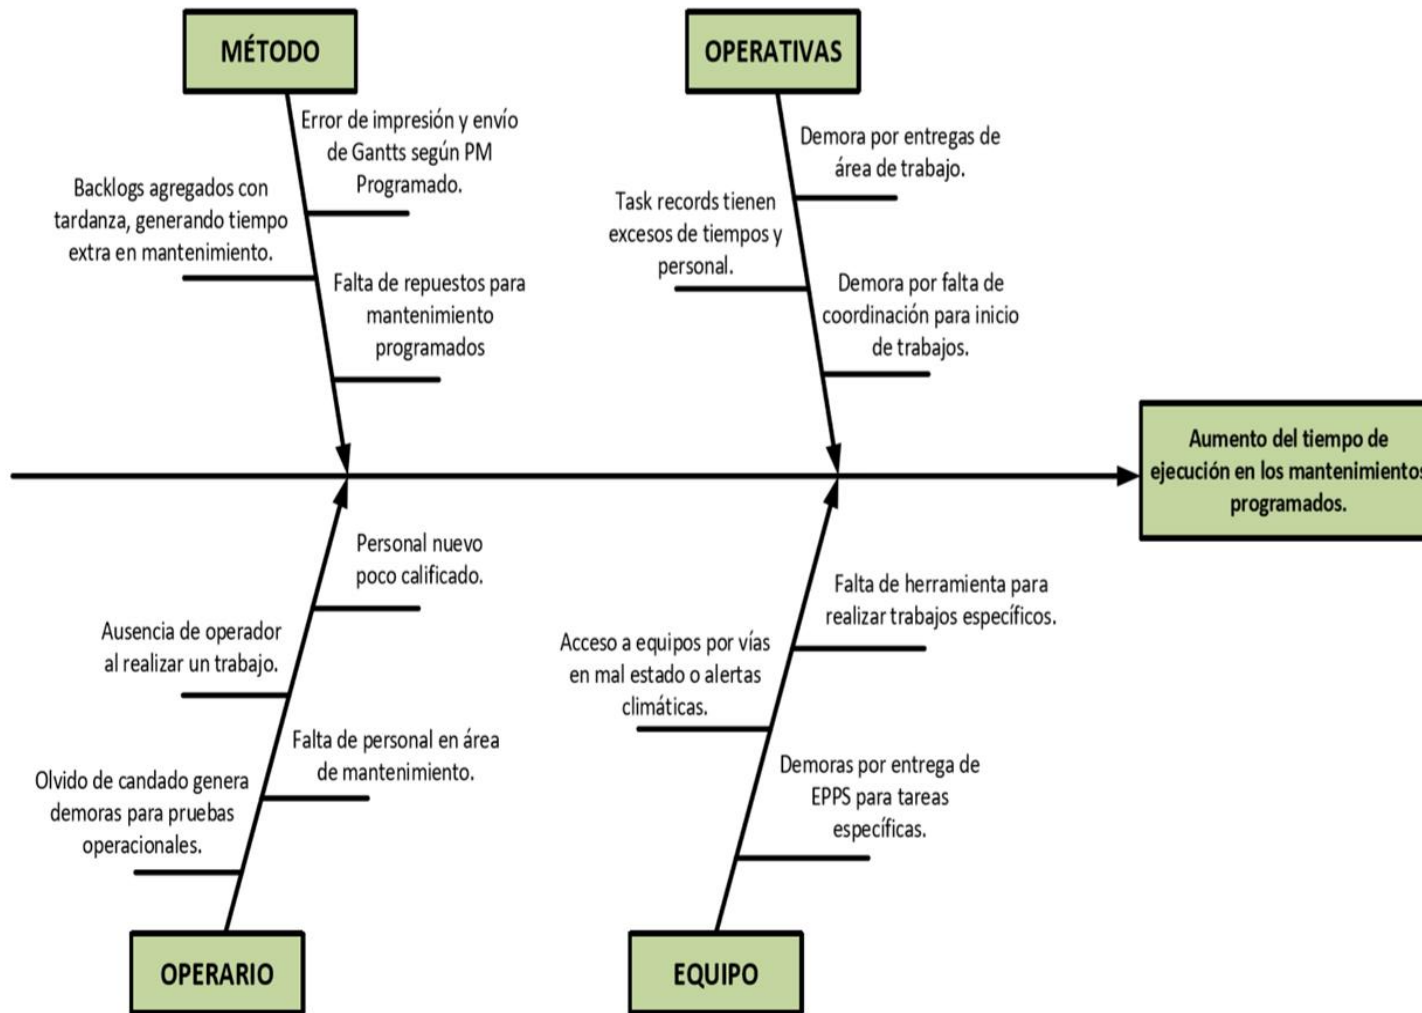 MÉTODO
Error de impresión y envío
de Gantts según PM
Programado.
Backlogs agregados con
tardanza, generando tiempo
extra en mantenimiento.
Falta de repuestos para
mantenimiento
programados
OPERATIVAS
Demora por entregas de
área de trabajo.
Task records tienen
excesos de tiempos y
personal.
Demora por falta de
coordinación para inicio
de trabajos.
Aumento del tiempo de
ejecución en los mantenimientos
programados.
Personal nuevo
poco calificado.
Ausencia de operador
al realizar un trabajo.
Falta de personal en área
de mantenimiento.
Olvido de candado genera
demoras para pruebas
operacionales.
OPERARIO
Falta de herramienta para
realizar trabajos específicos.
Acceso a equipos por vías
en mal estado o alertas
climáticas.
Demoras por entrega de
EPPS para tareas
específicas.
EQUIPO